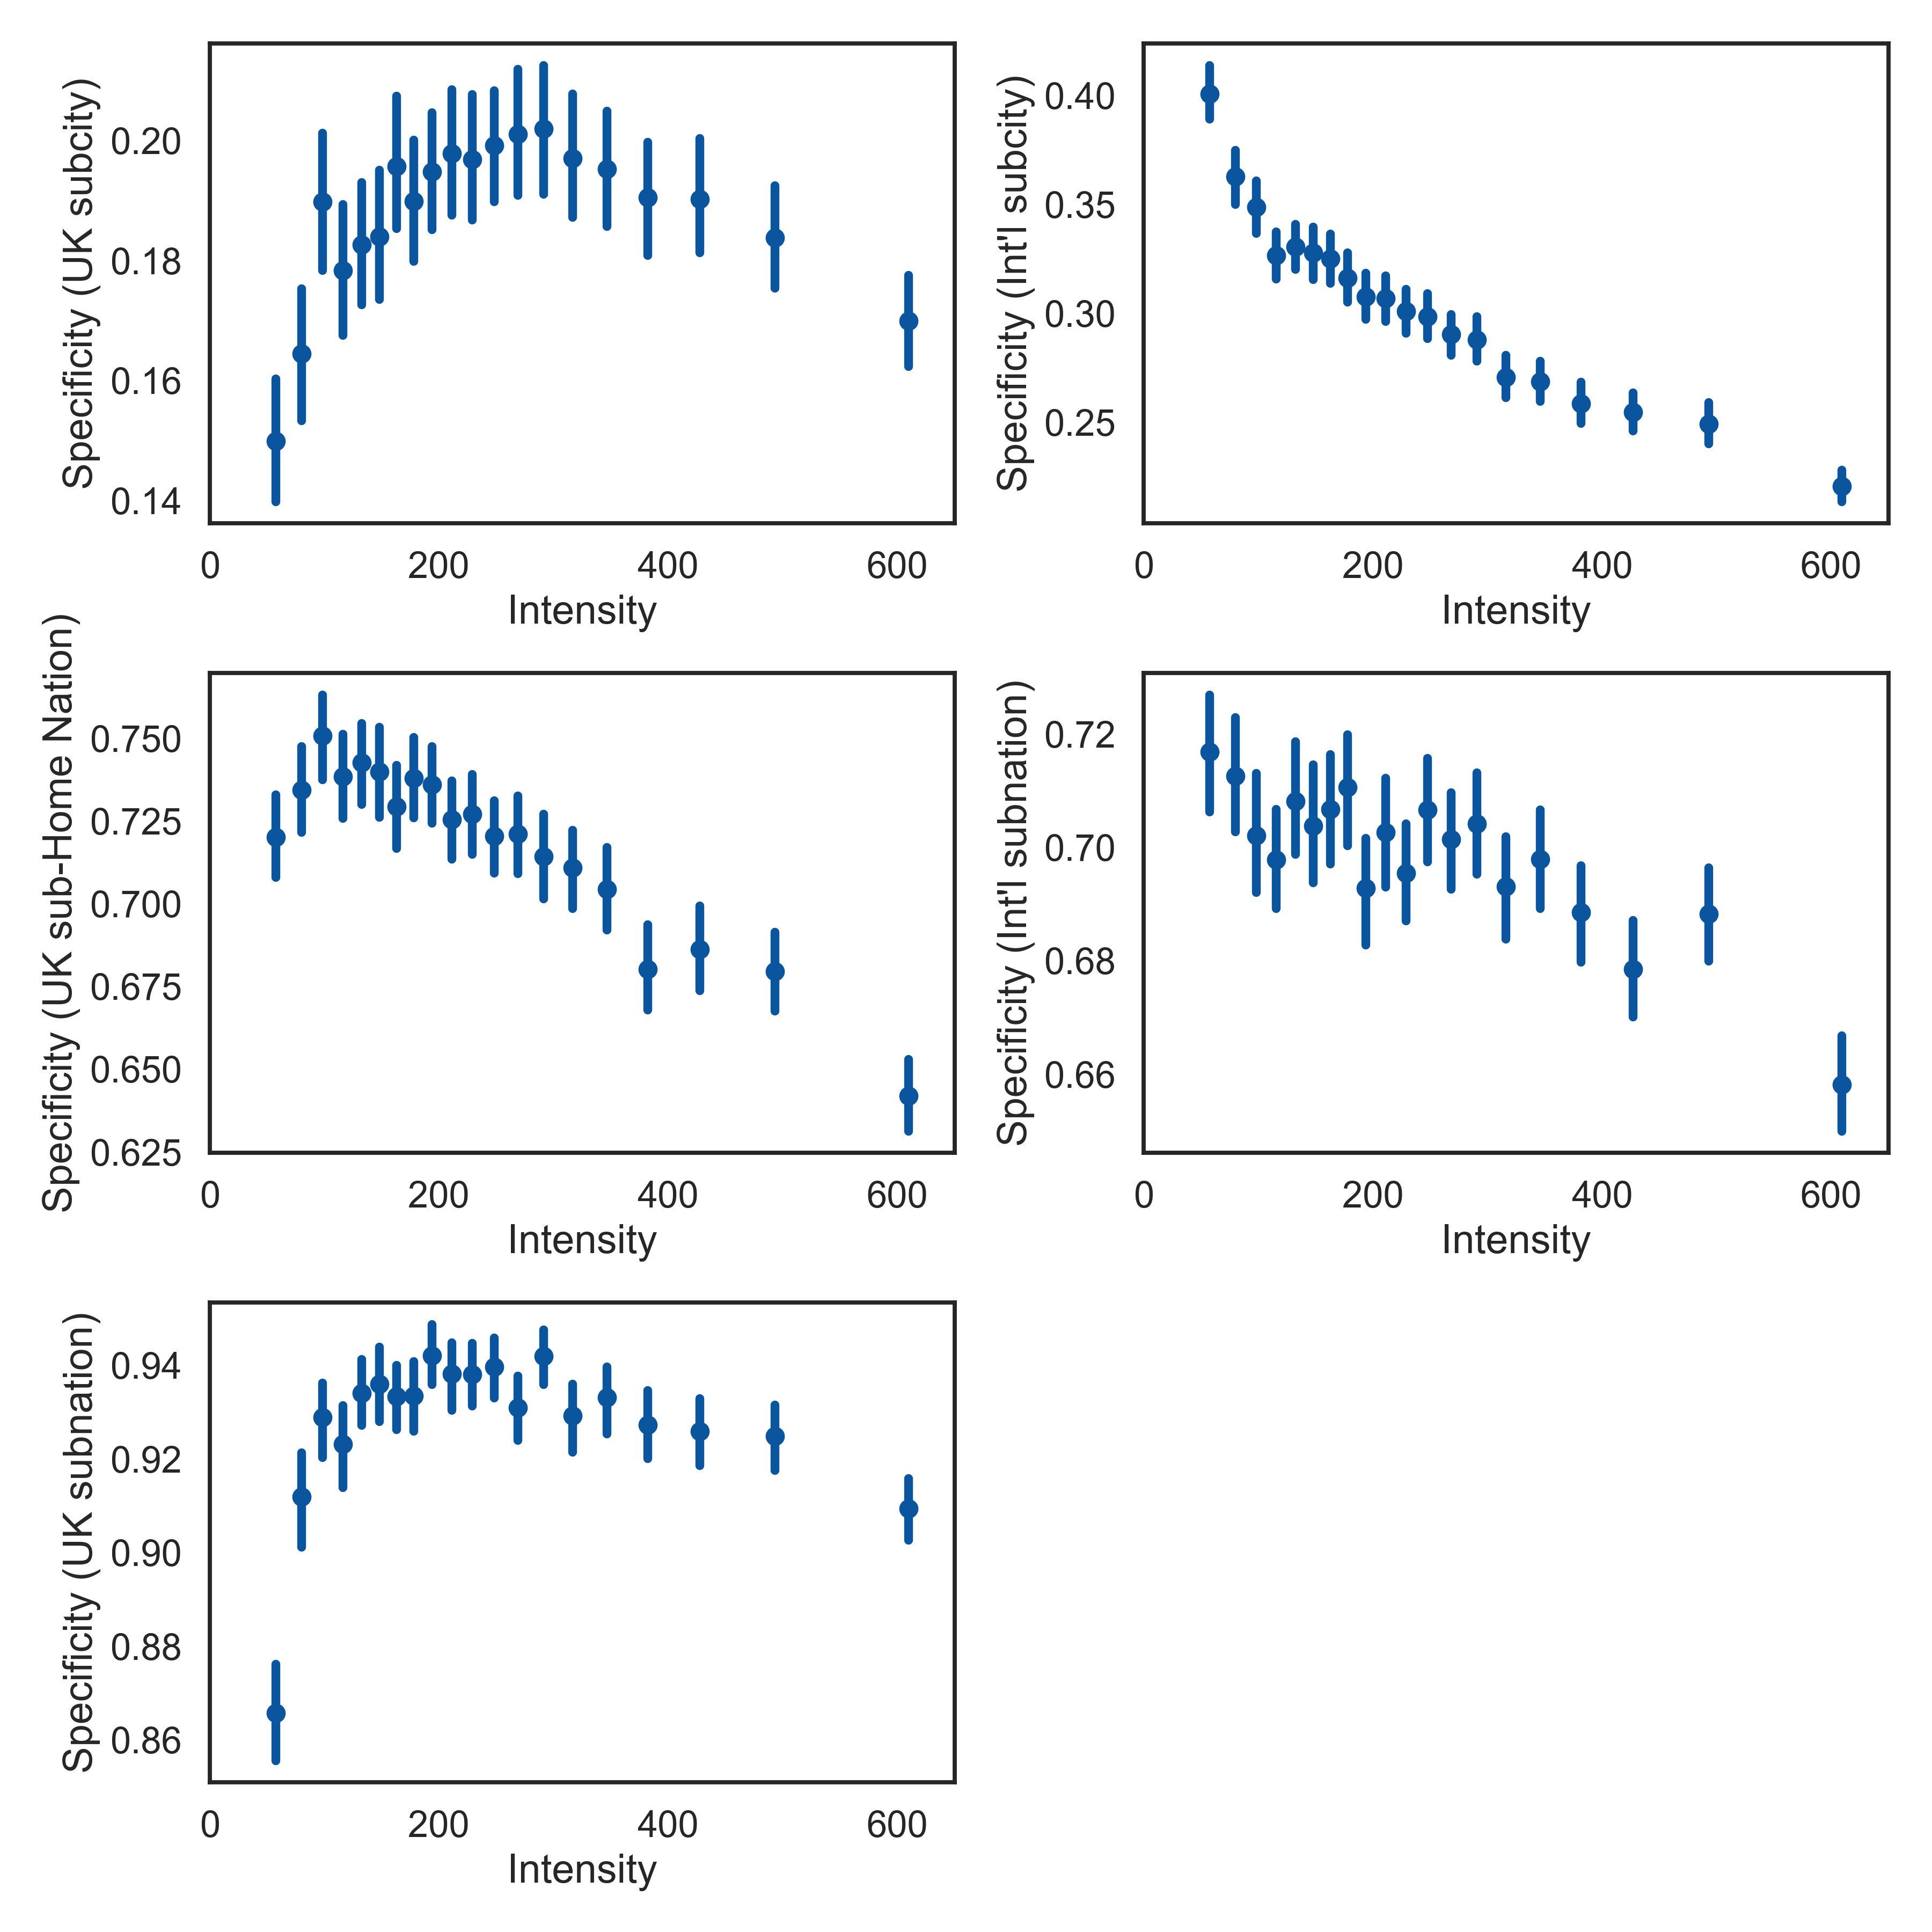 Specificity (UK subcity)
0.20
0.18
0.16
0.14
0 200 400 600
Intensity
Specificity (Int'l subcity)
0.40
0.35
0.30
0.25
0 200 400 600
Intensity
Specificity (UK sub-Home Nation)
0.750
0.725
0.700
0.675
0.650
0.625
0 200 400 600
Intensity
Specificity (Int'l subnation)
0.72
0.70
0.68
0.66
0 200 400 600
Intensity
Specificity (UK subnation)
0.94
0.92
0.90
0.88
0.86
0 200 400 600
Intensity